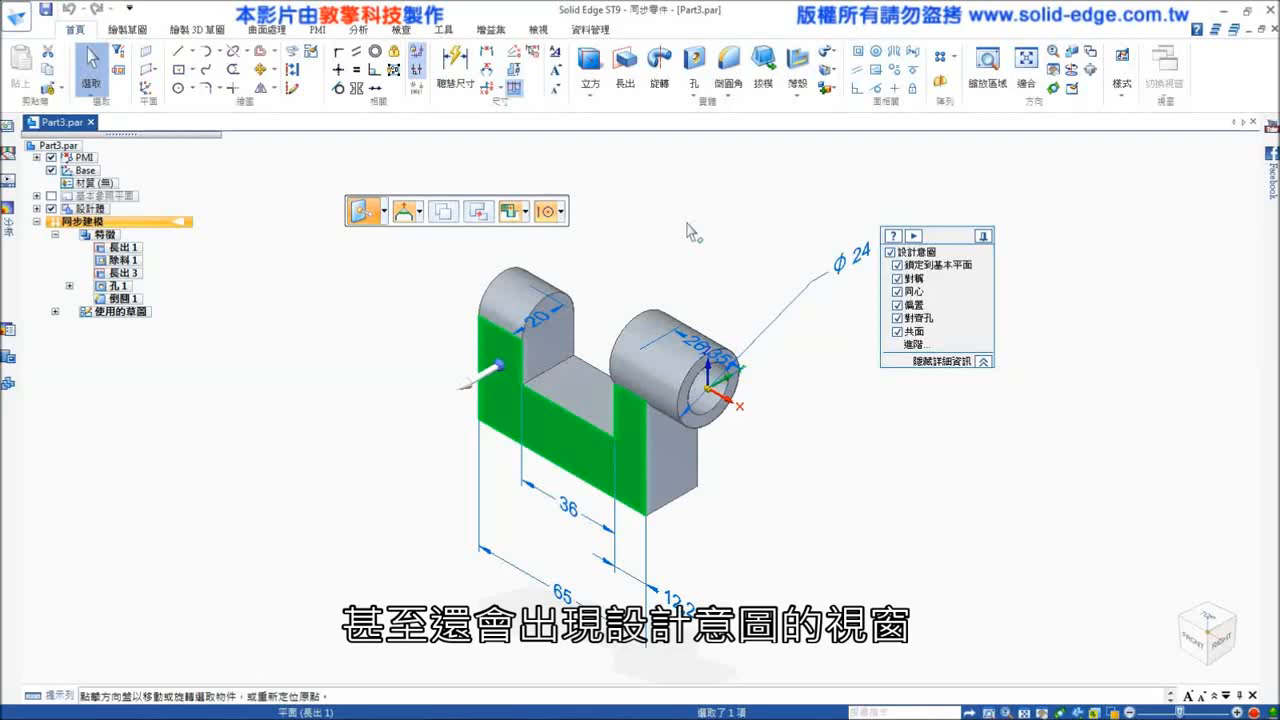 本影片由敦擎科技製作
Solid Edge ST9 - 同步零件 - [Part3.par]
版權所有請勿盜拷 www.solid-edge.com.tw
首頁 繪製草圖 繪製 3D 草圖 曲面處理 PMI 分析 檢查 工具 增益集 檢視 資料管理
貼上 選取 智慧尺寸 立方 長出 旋轉 孔 倒圓角 拔模 薄殼 縮放區域 適合 樣式 切換視窗
剪貼簿 選取 平面 繪圖 相關 尺寸 實體 面相關 陣列 方向 視窗
Part3.par
Part3.par
PMI
Base
材質 (無)
基本參照平面
設計體
同步建模
特徵
長出 1
除料 1
長出 3
孔 1
倒圓 1
使用的草圖
Facebook
設計意圖
鎖定到基本平面
對稱
同心
偏置
對齊孔
共面
進階...
隱藏詳細資訊
Φ 24
20
X
36
65
TOP
FRONT
RIGHT
甚至還會出現設計意圖的視窗
提示列 點擊方向盤以移動或旋轉選取物件，或重新定位原點。
平面 (長出 1) 選取了 1 項